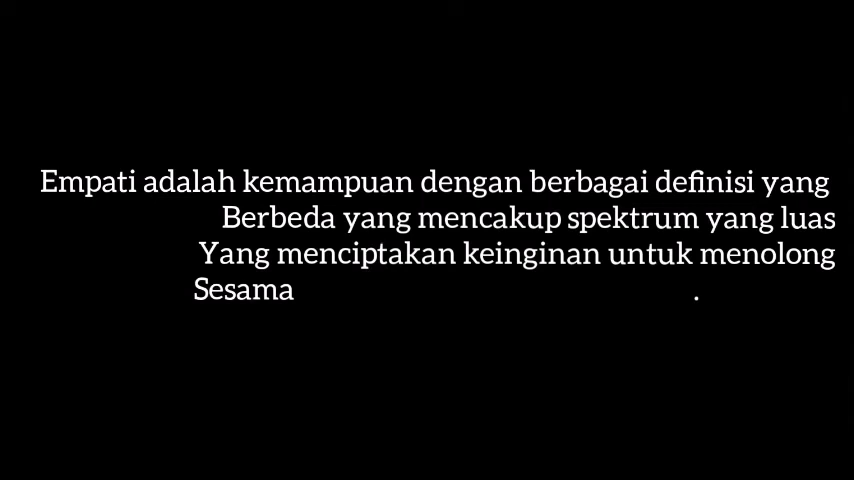 Empati adalah kemampuan dengan berbagai definisi yang
Berbeda yang mencakup spektrum yang luas
Yang menciptakan keinginan untuk menolong
Sesama .